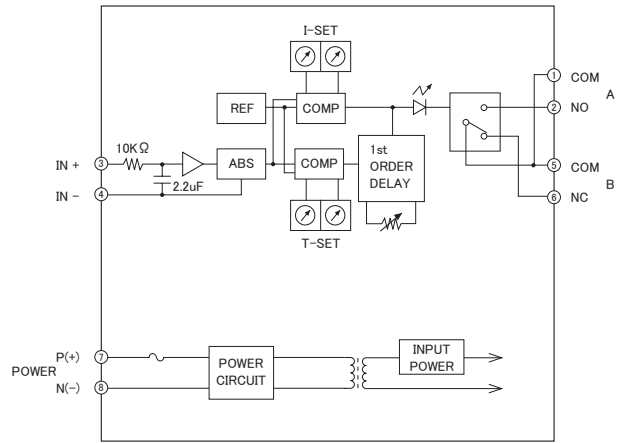 I-SET
① COM
A
REF
COMP
② NO
10KΩ
1st
ORDER
DELAY
IN + ③
ABS
COMP
⑤ COM
2.2uF
B
IN - ④
⑥ NC
T-SET
P(+) ⑦
INPUT
POWER
POWER
POWER
CIRCUIT
N(-) ⑧